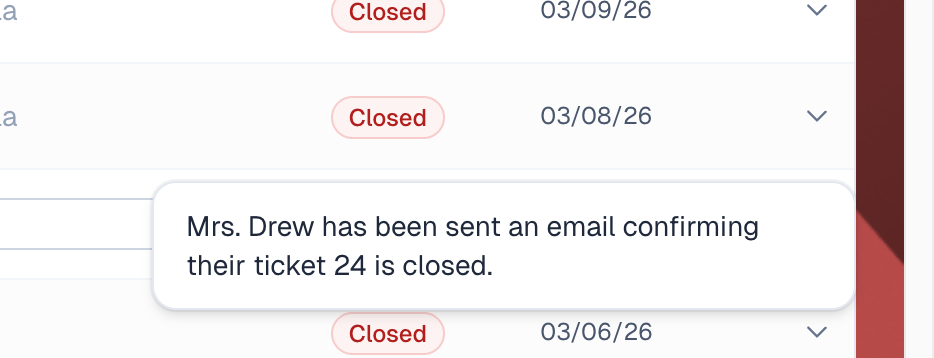 a
Closed
03/09/26
a
Closed
03/08/26
Mrs. Drew has been sent an email confirming
their ticket 24 is closed.
Closed
03/06/26